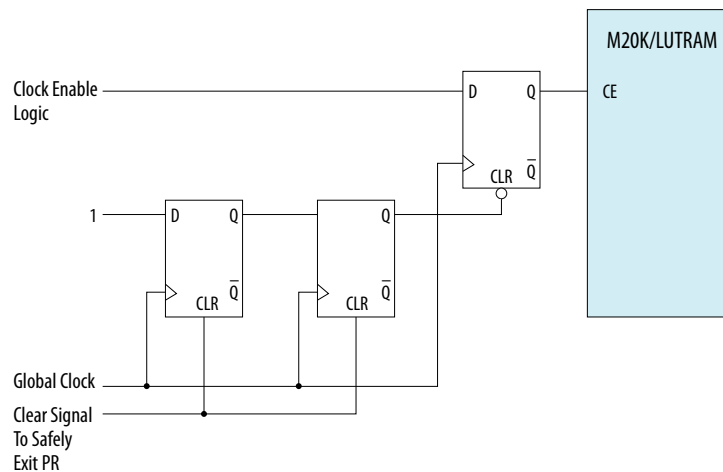 M20K/LUTRAM
Clock Enable
Logic
D
Q
CE
CLR
Q
1
D
Q
Q
CLR
Q
CLR
Q
Global Clock
Clear Signal
To Safely
Exit PR